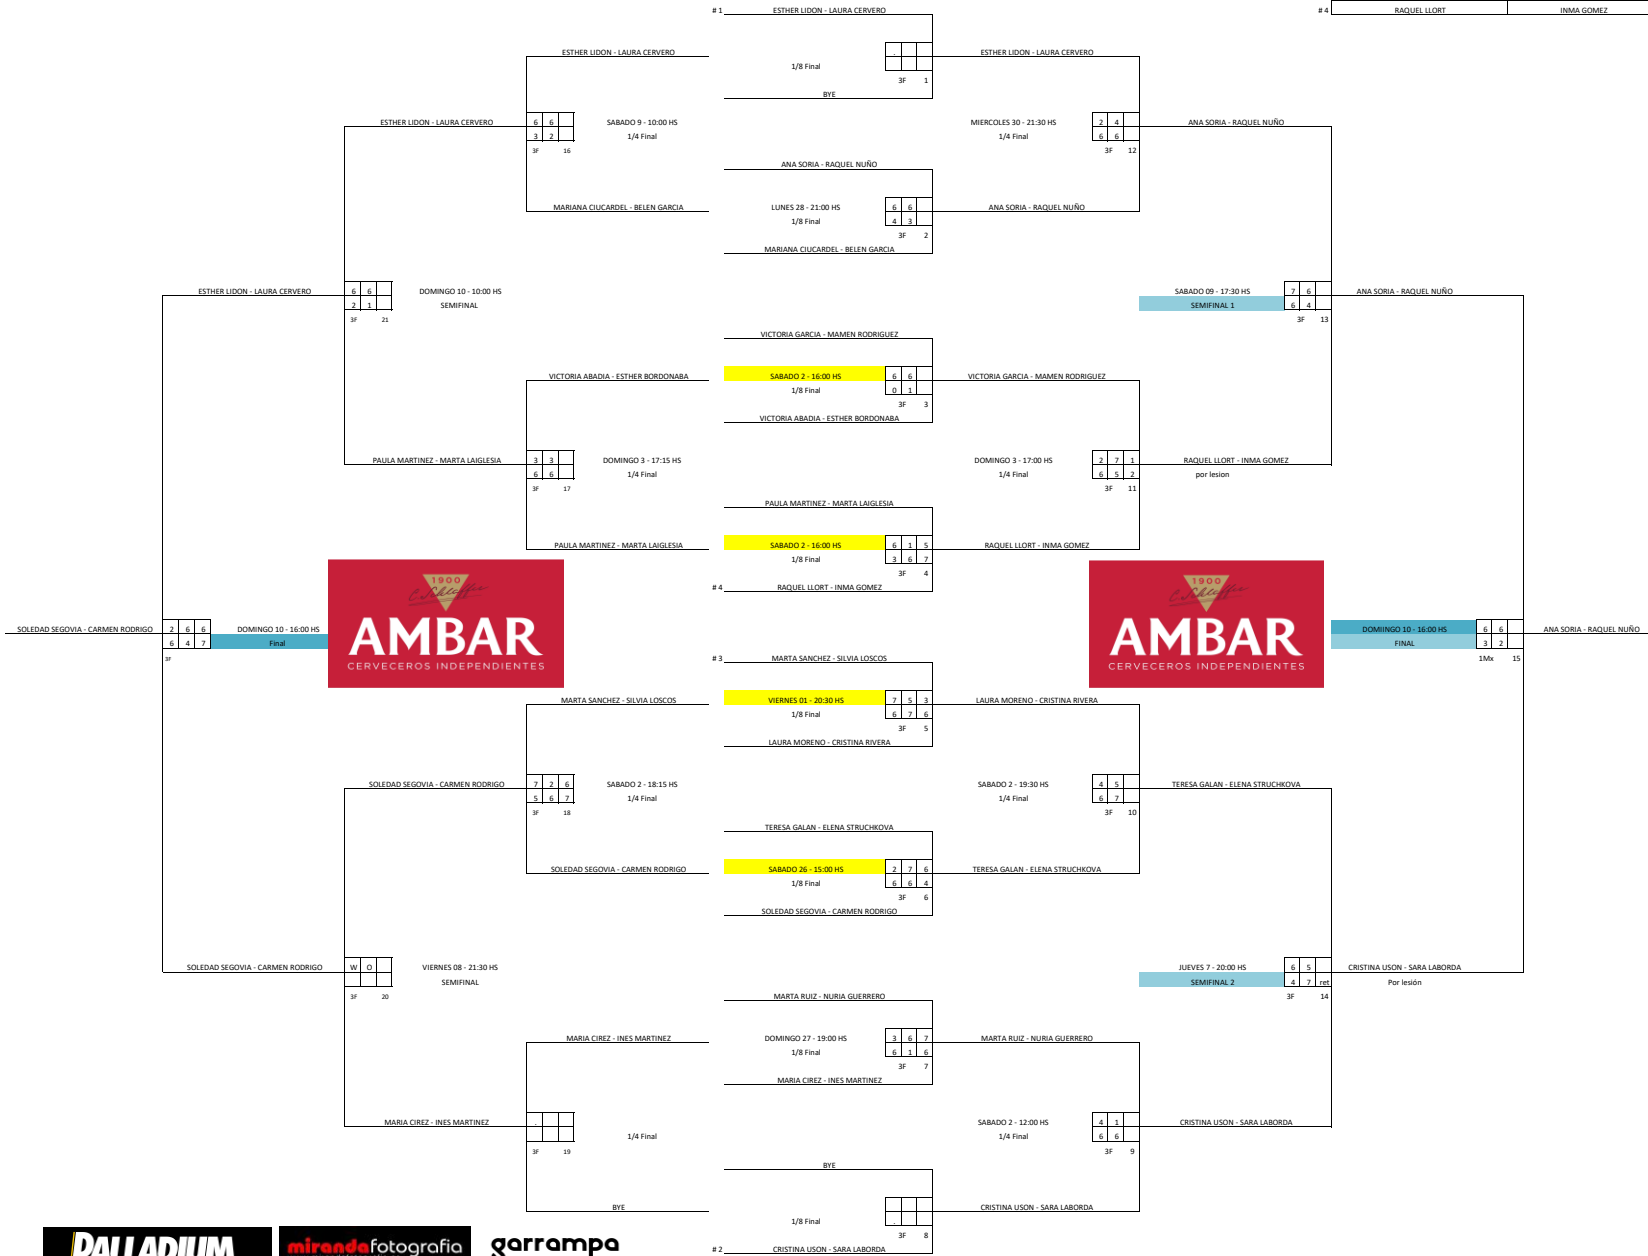 # 1 ESTHER LIDON - LAURA CERVERO # 4 RAQUEL LLORT INMA GOMEZ
ESTHER LIDON - LAURA CERVERO . ESTHER LIDON - LAURA CERVERO
1/8 Final
3F 1
BYE
ESTHER LIDON - LAURA CERVERO 6 6 SABADO 9 - 10:00 HS MIERCOLES 30 - 21:30 HS 2 4 ANA SORIA - RAQUEL NUÑO
3 2 1/4 Final 1/4 Final 6 6
3F 16 3F 12
ANA SORIA - RAQUEL NUÑO
MARIANA CIUCARDEL - BELEN GARCIA LUNES 28 - 21:00 HS 6 6 ANA SORIA - RAQUEL NUÑO
1/8 Final 4 3
3F 2
MARIANA CIUCARDEL - BELEN GARCIA
ESTHER LIDON - LAURA CERVERO 6 6 DOMINGO 10 - 10:00 HS SABADO 09 - 17:30 HS 7 6 ANA SORIA - RAQUEL NUÑO
2 1 SEMIFINAL SEMIFINAL 1 6 4
3F 21 3F 13
VICTORIA GARCIA - MAMEN RODRIGUEZ
VICTORIA ABADIA - ESTHER BORDONABA SABADO 2 - 16:00 HS 6 6 VICTORIA GARCIA - MAMEN RODRIGUEZ
1/8 Final 0 1
3F 3
VICTORIA ABADIA - ESTHER BORDONABA
PAULA MARTINEZ - MARTA LAIGLESIA 3 3 DOMINGO 3 - 17:15 HS DOMINGO 3 - 17:00 HS 2 7 1 RAQUEL LLORT - INMA GOMEZ
6 6 1/4 Final 1/4 Final 6 5 2 por lesion
3F 17 3F 11
PAULA MARTINEZ - MARTA LAIGLESIA
PAULA MARTINEZ - MARTA LAIGLESIA SABADO 2 - 16:00 HS 6 1 5 RAQUEL LLORT - INMA GOMEZ
1/8 Final 3 6 7
3F 4
# 4 RAQUEL LLORT - INMA GOMEZ
1900 1900
AMBAR AMBAR
CERVECEROS INDEPENDIENTES CERVECEROS INDEPENDIENTES
SOLEDAD SEGOVIA - CARMEN RODRIGO 2 6 6 DOMINGO 10 - 16:00 HS DOMIINGO 10 - 16:00 HS 6 6 ANA SORIA - RAQUEL NUÑO
6 4 7 Final FINAL 3 2
3F 1Mx 15
# 3 MARTA SANCHEZ - SILVIA LOSCOS
MARTA SANCHEZ - SILVIA LOSCOS VIERNES 01 - 20:30 HS 7 5 3 LAURA MORENO - CRISTINA RIVERA
1/8 Final 6 7 6
3F 5
LAURA MORENO - CRISTINA RIVERA
SOLEDAD SEGOVIA - CARMEN RODRIGO 7 2 6 SABADO 2 - 18:15 HS SABADO 2 - 19:30 HS 4 5 TERESA GALAN - ELENA STRUCHKOVA
5 6 7 1/4 Final 1/4 Final 6 7
3F 18 3F 10
TERESA GALAN - ELENA STRUCHKOVA
SOLEDAD SEGOVIA - CARMEN RODRIGO SABADO 26 - 15:00 HS 2 7 6 TERESA GALAN - ELENA STRUCHKOVA
1/8 Final 6 6 4
3F 6
SOLEDAD SEGOVIA - CARMEN RODRIGO
SOLEDAD SEGOVIA - CARMEN RODRIGO W O VIERNES 08 - 21:30 HS JUEVES 7 - 20:00 HS 6 5 CRISTINA USON - SARA LABORDA
SEMIFINAL SEMIFINAL 2 4 7 ret Por lesión
3F 20 3F 14
MARTA RUIZ - NURIA GUERRERO
MARIA CIREZ - INES MARTINEZ DOMINGO 27 - 19:00 HS 3 6 7 MARTA RUIZ - NURIA GUERRERO
1/8 Final 6 1 6
3F 7
MARIA CIREZ - INES MARTINEZ
MARIA CIREZ - INES MARTINEZ . SABADO 2 - 12:00 HS 4 1 CRISTINA USON - SARA LABORDA
1/4 Final 1/4 Final 6 6
3F 19 3F 9
BYE
BYE CRISTINA USON - SARA LABORDA
1/8 Final .
3F 8
# 2 CRISTINA USON - SARA LABORDA
PALLADIUM mirandafotografia garrampa